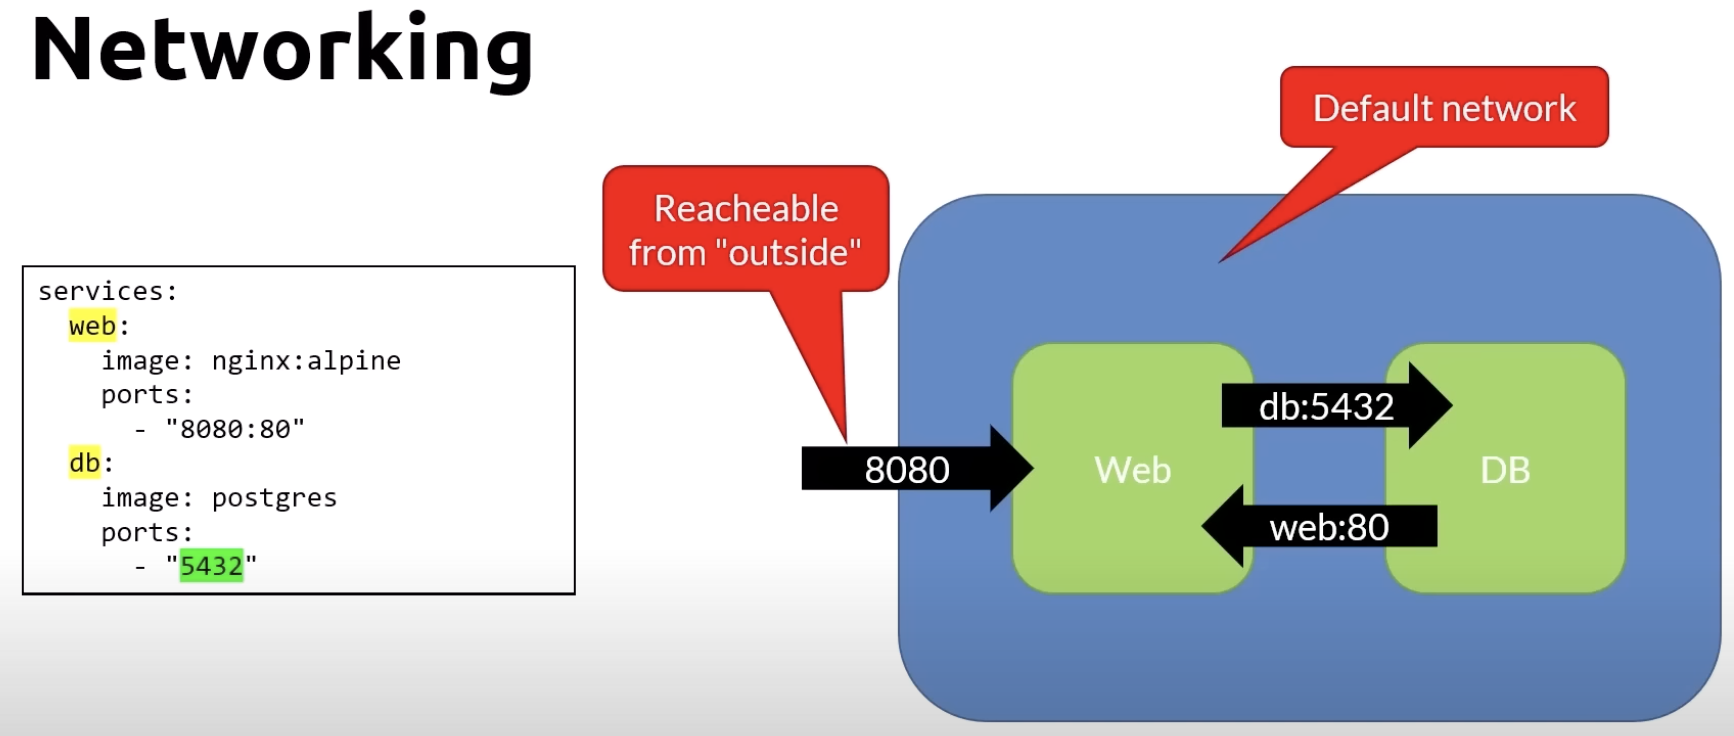 Networking
services:
  web:
    image: nginx:alpine
    ports:
      - "8080:80"
  db:
    image: postgres
    ports:
      - "5432"
Reacheable
from "outside"
Default network
8080
Web
db:5432
web:80
DB